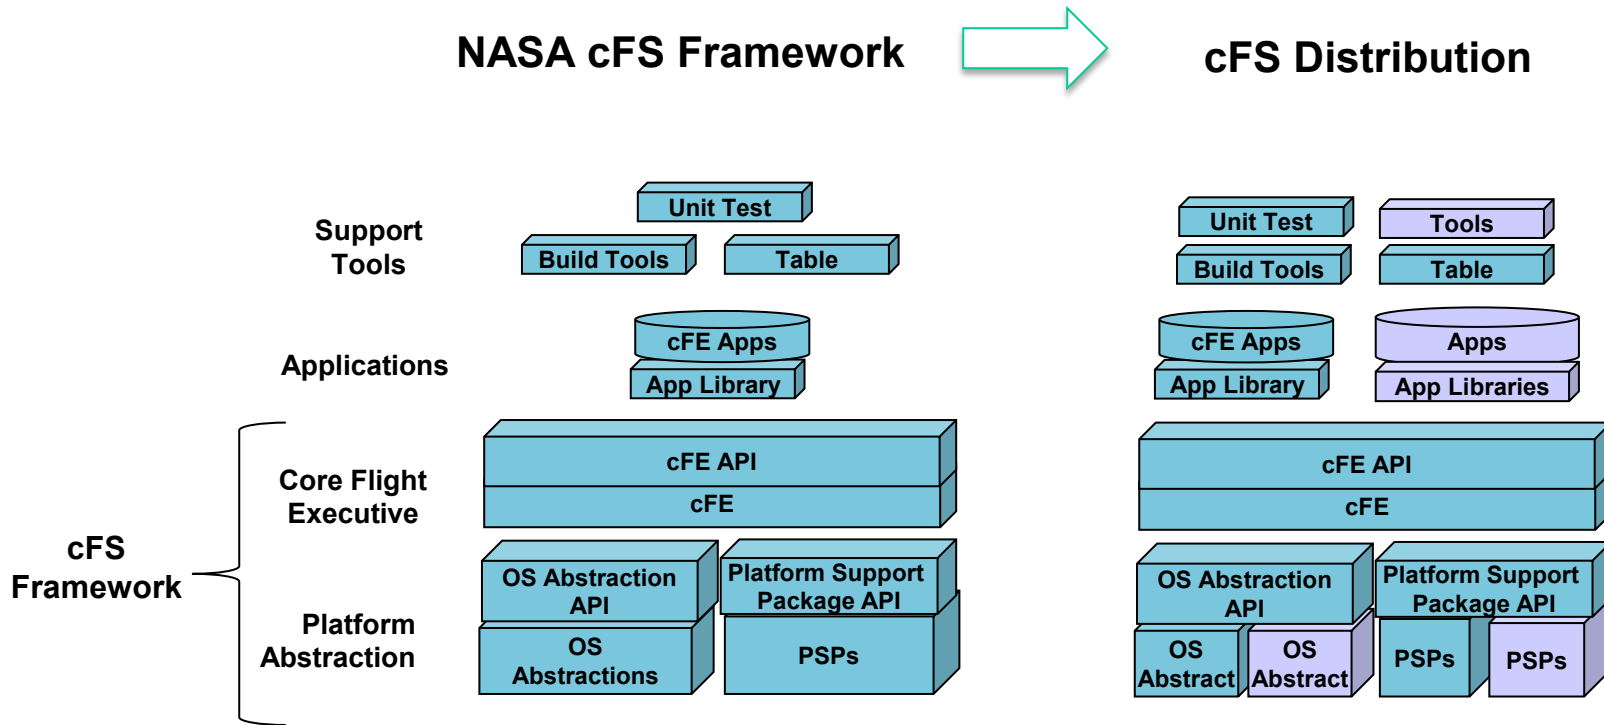 NASA cFS Framework
cFS Distribution
Support
Tools
Unit Test
Build Tools
Table
Unit Test
Tools
Build Tools
Table
Applications
cFE Apps
App Library
cFE Apps
App Library
Apps
App Libraries
cFS
Framework
Core Flight
Executive
cFE API
cFE
cFE API
cFE
Platform
Abstraction
OS Abstraction
API
Platform Support
Package API
OS
Abstractions
PSPs
OS Abstraction
API
Platform Support
Package API
OS
Abstract
OS
Abstract
PSPs
PSPs